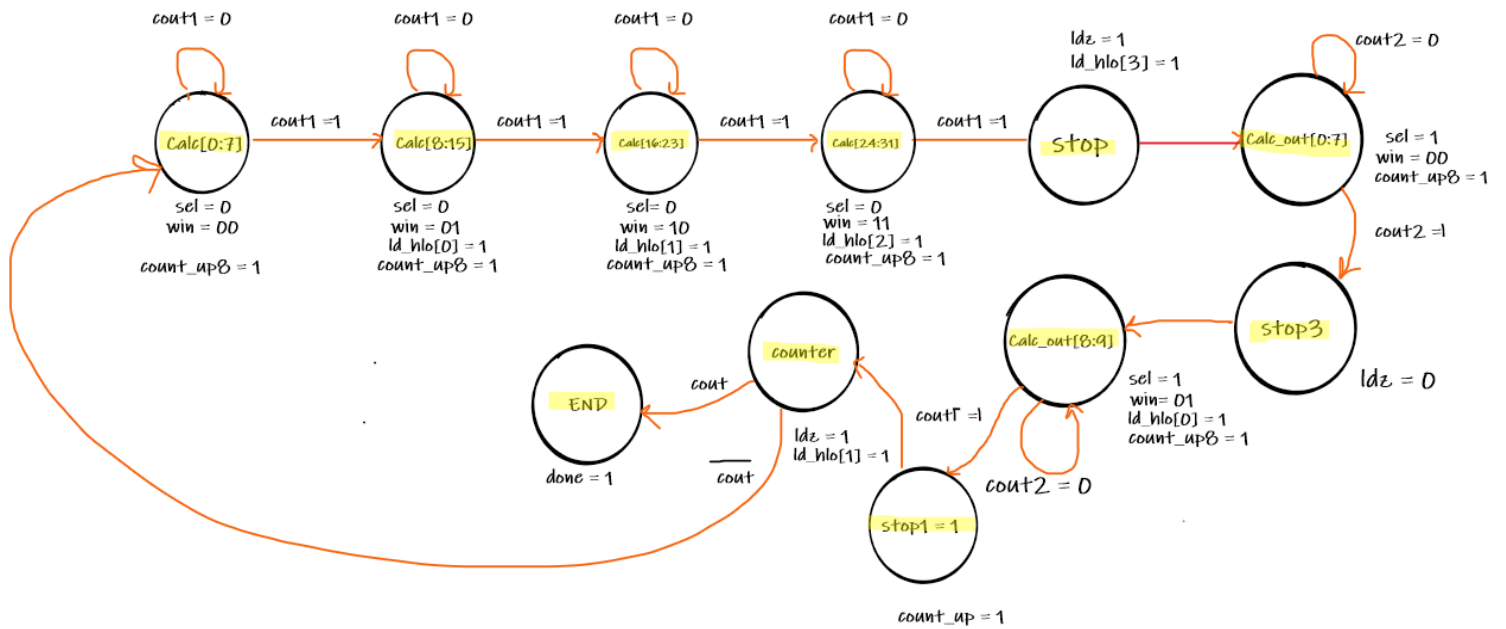 cout1 = 0
cout1 = 0
cout1 = 0
cout1 = 0
ldz = 1
ld_hlo[3] = 1
cout2 = 0
Calc[0:7]
cout1 =1
Calc[8:15]
cout1 =1
Calc[16:23]
cout1 =1
Calc[24:31]
cout1 =1
stop
Calc_out[0:7]
sel = 1
win = 00
count_up8 = 1
sel = 0
win = 00
count_up8 = 1
sel = 0
win = 01
ld_hlo[0] = 1
count_up8 = 1
sel= 0
win = 10
ld_hlo[1] = 1
count_up8 = 1
sel = 0
win = 11
ld_hlo[2] = 1
count_up8 = 1
cout2 =1
stop3
ldz = 0
Calc_out[8:9]
sel = 1
win= 01
ld_hlo[0] = 1
count_up8 = 1
cout2 = 0
counter
ldz = 1
ld_hlo[1] = 1
cout
END
done = 1
cout
stop1 = 1
count_up = 1